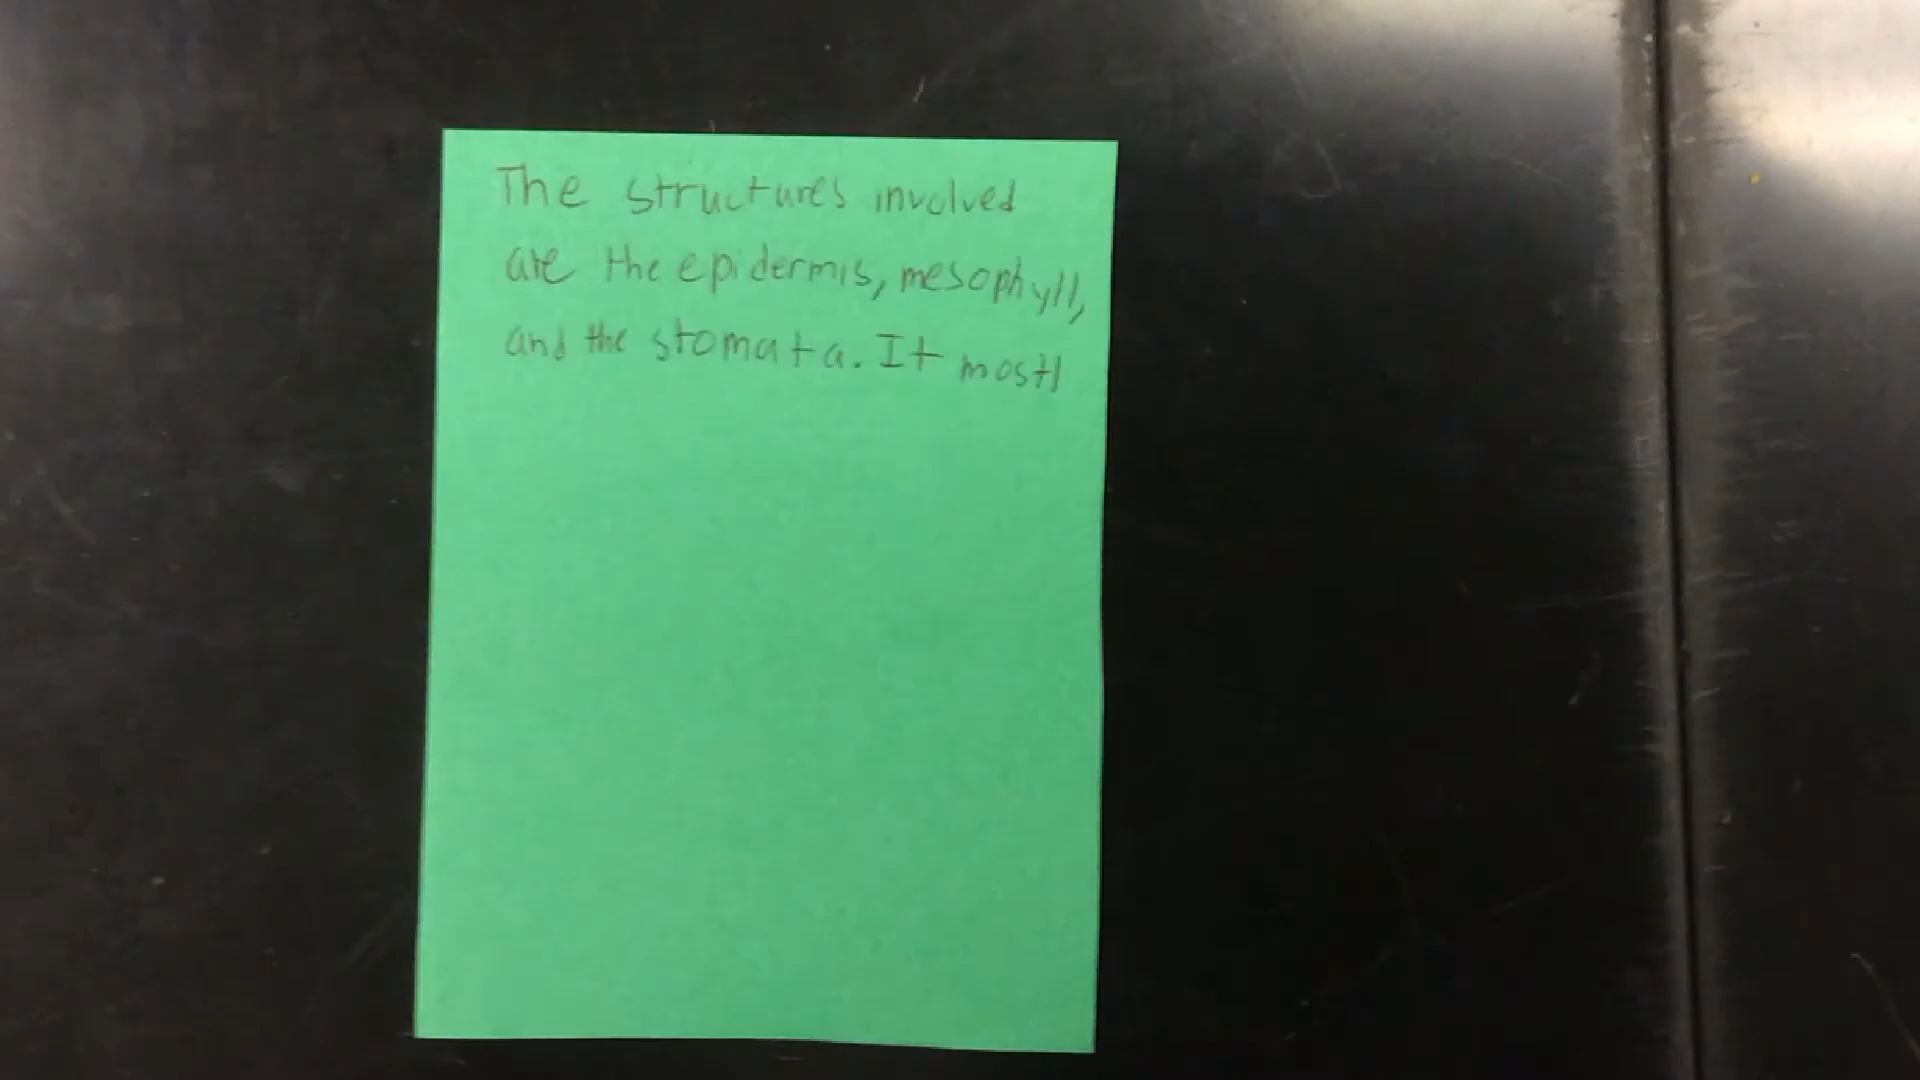 The structures involved
are the epidermis, mesophyll,
and the stomata. It mostl